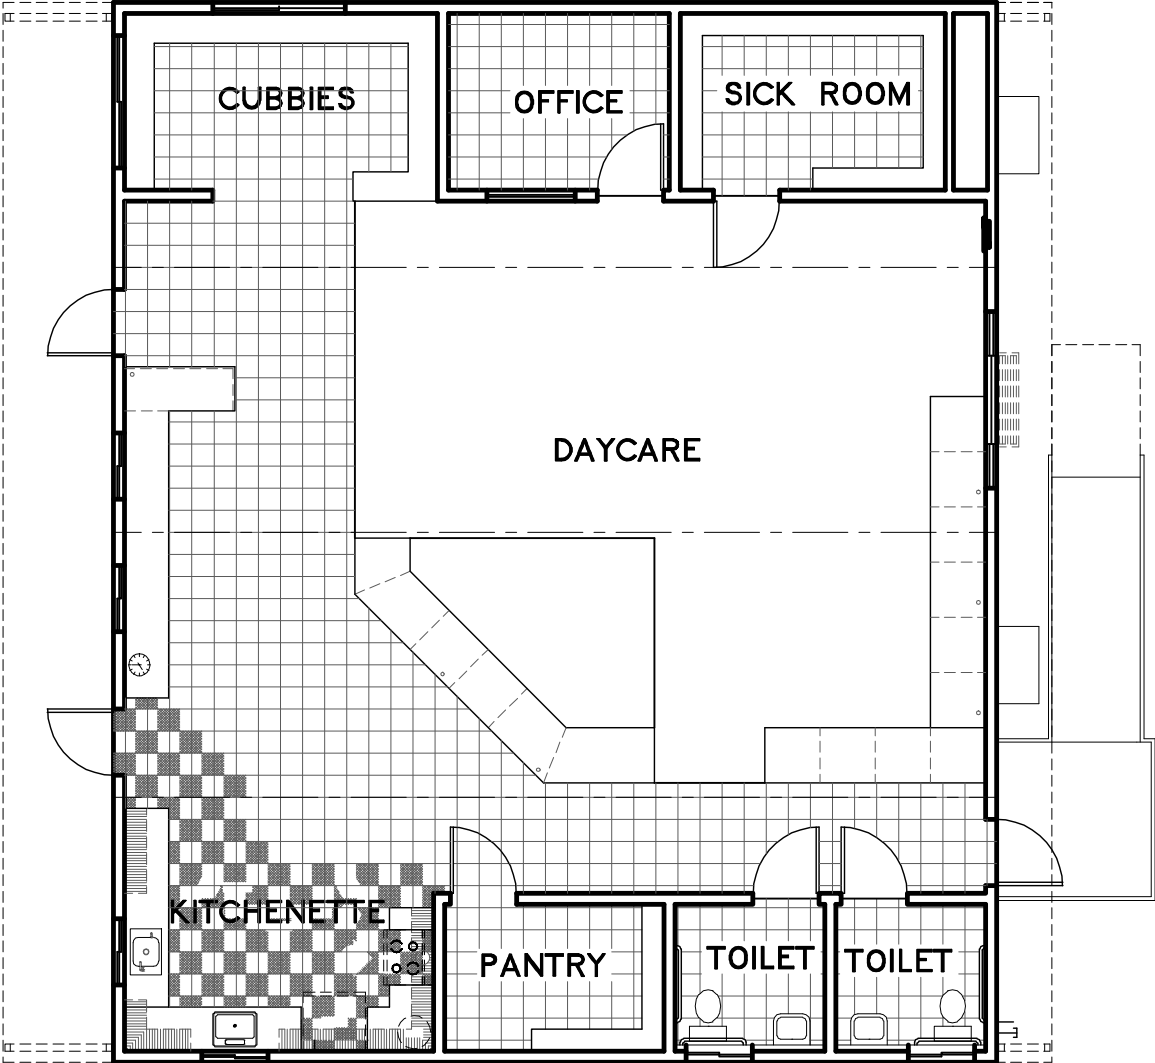 CUBBIES
OFFICE
SICK ROOM
DAYCARE
KITCHENETTE
PANTRY
TOILET
TOILET